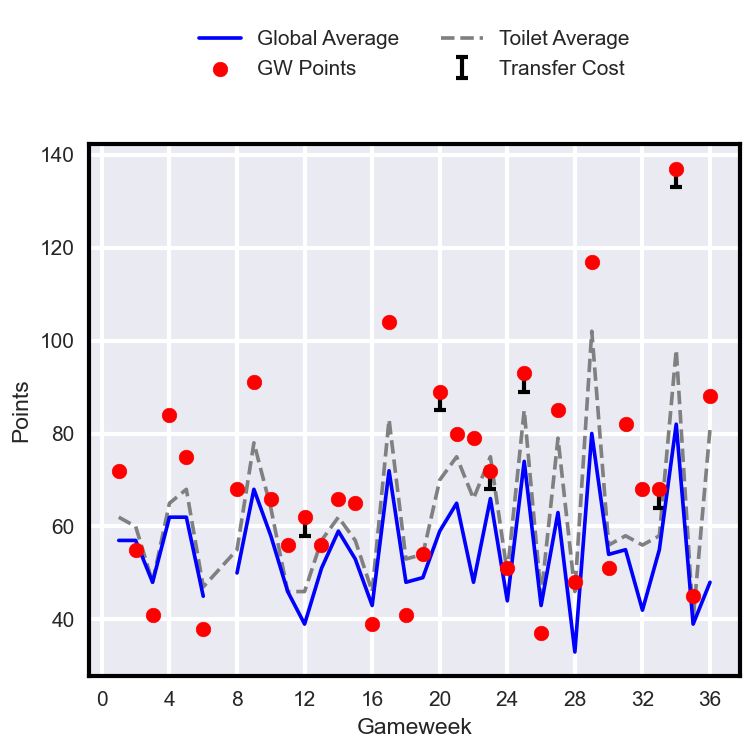 Global Average
Toilet Average
GW Points
Transfer Cost
140
120
100
80
60
40
Points
0 4 8 12 16 20 24 28 32 36
Gameweek